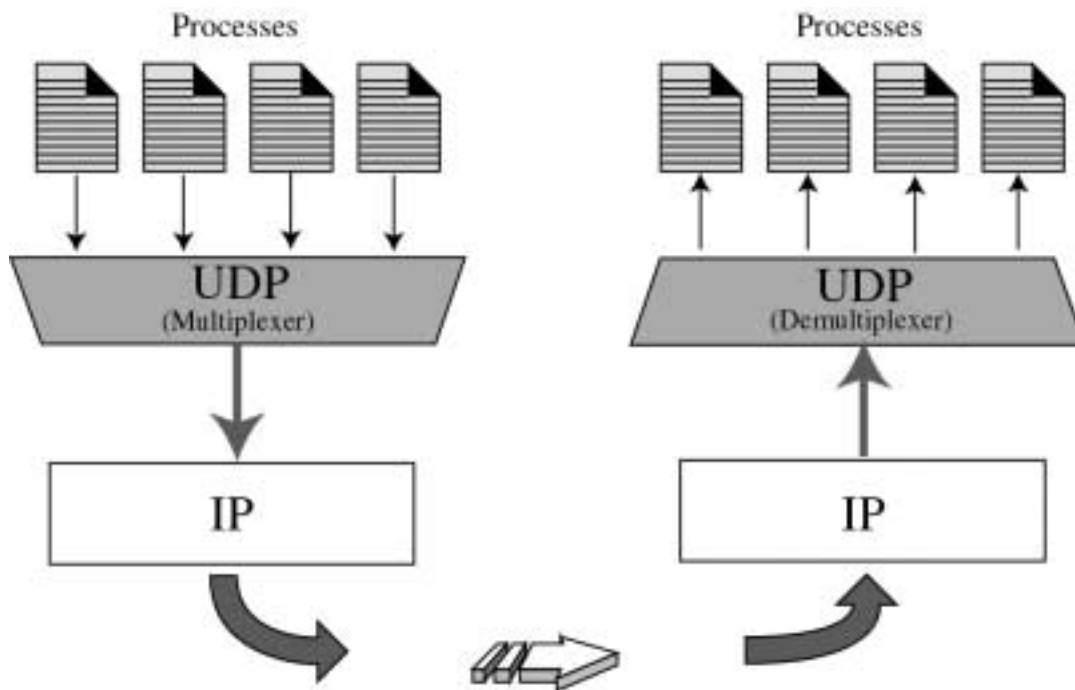 Processes
Processes
UDP
(Multiplexer)
UDP
(Demultiplexer)
IP
IP